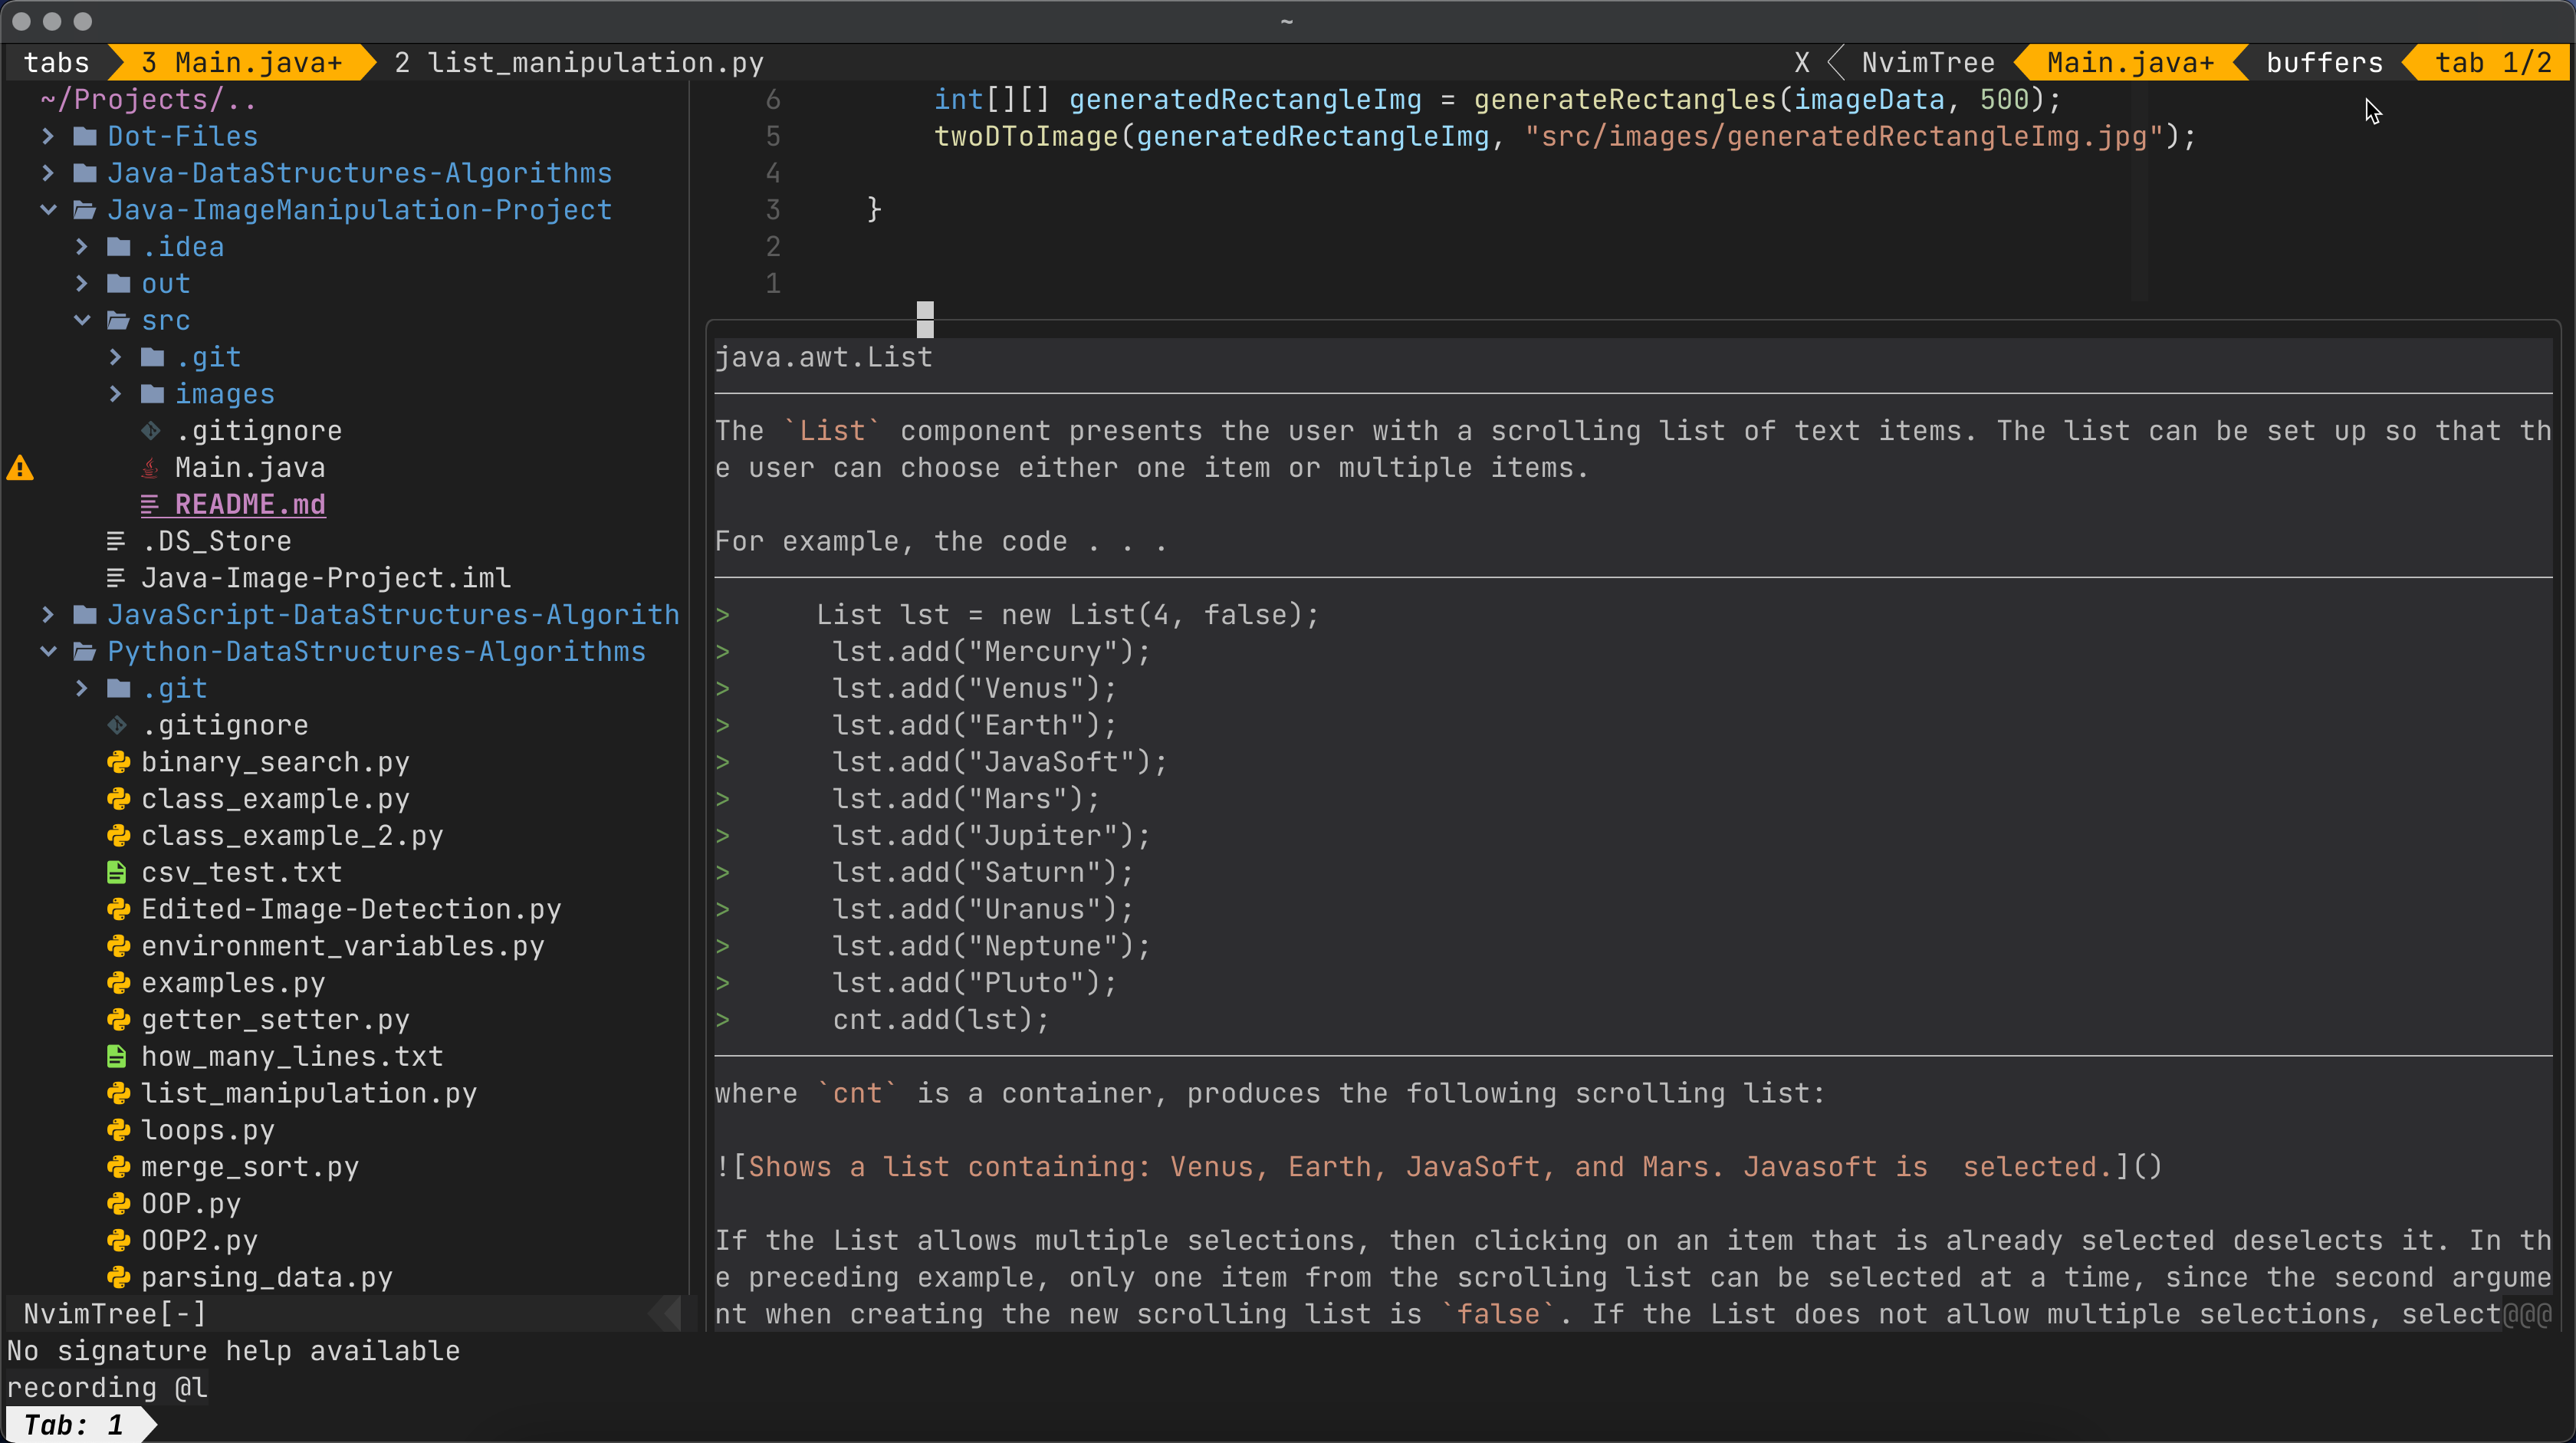 ~
tabs 3 Main.java+ 2 list_manipulation.py X NvimTree Main.java+ buffers tab 1/2
~/Projects/..
Dot-Files
Java-DataStructures-Algorithms
Java-ImageManipulation-Project
.idea
out
src
.git
images
.gitignore
Main.java
README.md
.DS_Store
Java-Image-Project.iml
JavaScript-DataStructures-Algorith
Python-DataStructures-Algorithms
.git
.gitignore
binary_search.py
class_example.py
class_example_2.py
csv_test.txt
Edited-Image-Detection.py
environment_variables.py
examples.py
getter_setter.py
how_many_lines.txt
list_manipulation.py
loops.py
merge_sort.py
OOP.py
OOP2.py
parsing_data.py
NvimTree[-]
6 int[][] generatedRectangleImg = generateRectangles(imageData, 500);
5 twoDToImage(generatedRectangleImg, "src/images/generatedRectangleImg.jpg");
4
3 }
2
1
java.awt.List
The `List` component presents the user with a scrolling list of text items. The list can be set up so that th
e user can choose either one item or multiple items.
For example, the code . . .
> List lst = new List(4, false);
> lst.add("Mercury");
> lst.add("Venus");
> lst.add("Earth");
> lst.add("JavaSoft");
> lst.add("Mars");
> lst.add("Jupiter");
> lst.add("Saturn");
> lst.add("Uranus");
> lst.add("Neptune");
> lst.add("Pluto");
> cnt.add(lst);
where `cnt` is a container, produces the following scrolling list:
![Shows a list containing: Venus, Earth, JavaSoft, and Mars. Javasoft is  selected.]()
If the List allows multiple selections, then clicking on an item that is already selected deselects it. In th
e preceding example, only one item from the scrolling list can be selected at a time, since the second argume
nt when creating the new scrolling list is `false`. If the List does not allow multiple selections, select@@@
No signature help available
recording @l
Tab: 1